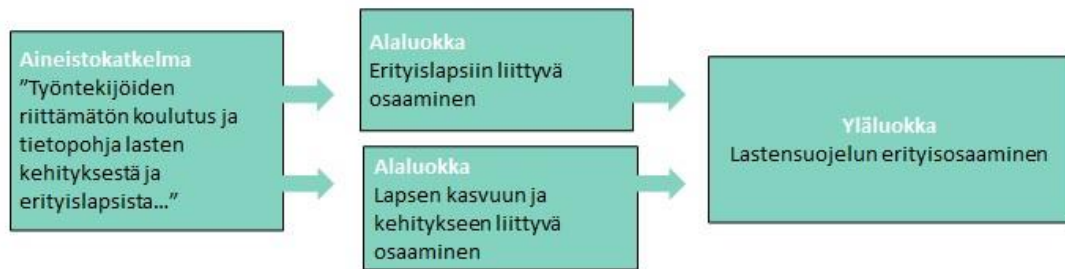 Aineistokatkelma
”Työntekijöiden
riittämätön koulutus ja
tietopohja lasten
kehityksestä ja
erityislapsista…”
Alaluokka
Erityislapsiin liittyvä
osaaminen
Alaluokka
Lapsen kasvuun ja
kehitykseen liittyvä
osaaminen
Yläluokka
Lastensuojelun erityisosaaminen